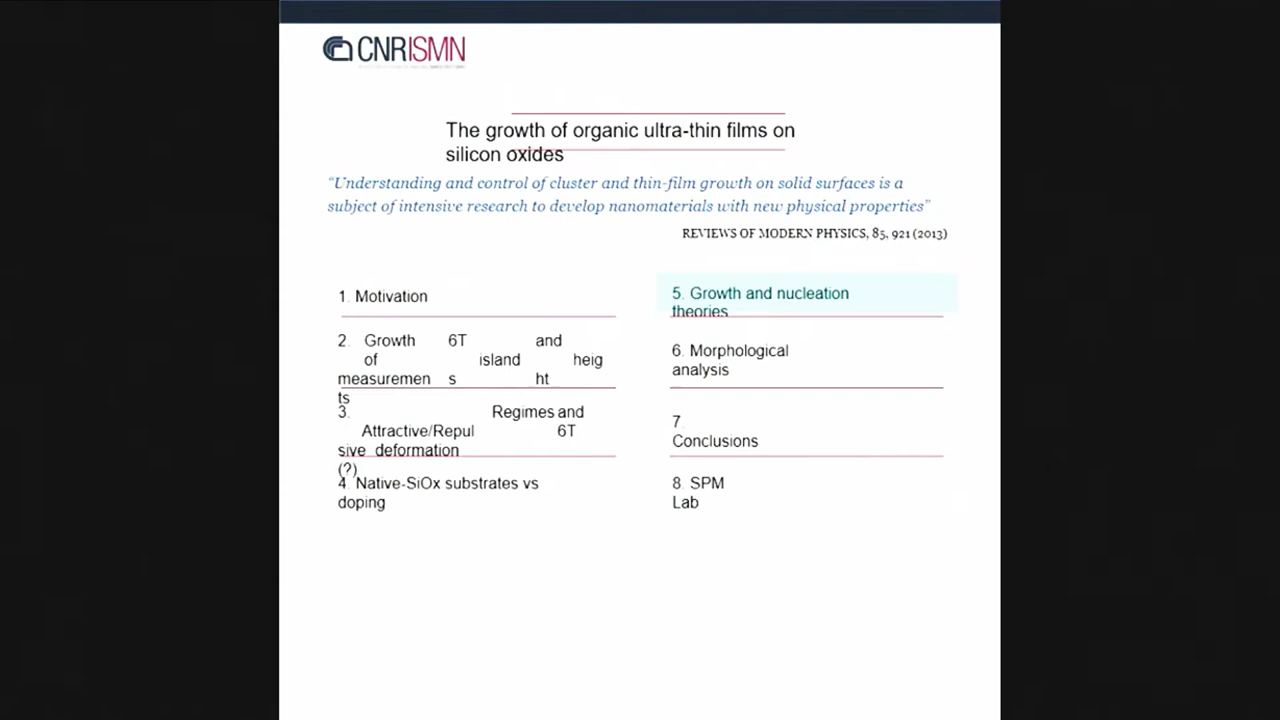 CNRISMN
The growth of organic ultra-thin films on
silicon oxides
“Understanding and control of cluster and thin-film growth on solid surfaces is a
subject of intensive research to develop nanomaterials with new physical properties”
REVIEWS OF MODERN PHYSICS, 85, 921 (2013)
1. Motivation
2. Growth 6T and
of island heig
measuremen s ht
ts
3. Regimes and
Attractive/Repul 6T
sive deformation
(?)
4. Native-SiOx substrates vs
doping
5. Growth and nucleation
theories
6. Morphological
analysis
7
Conclusions
8. SPM
Lab